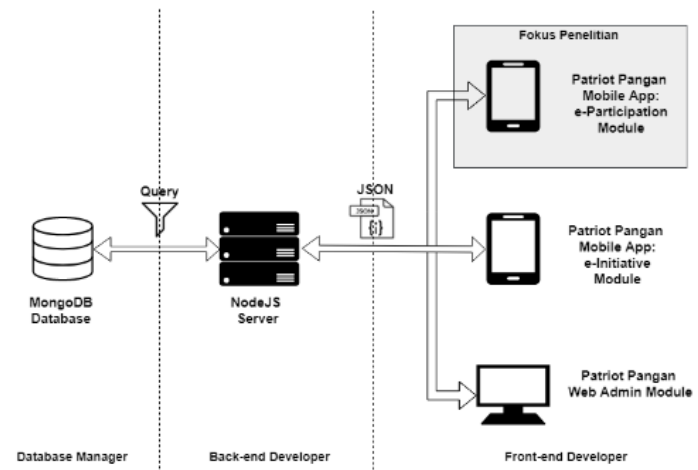 Fokus Penelitian
Patriot Pangan
Mobile App:
e-Participation
Module
Query
JSON
JSON
{;}
Patriot Pangan
Mobile App:
e-Initiative
Module
MongoDB
Database
NodeJS
Server
Patriot Pangan
Web Admin Module
Database Manager
Back-end Developer
Front-end Developer